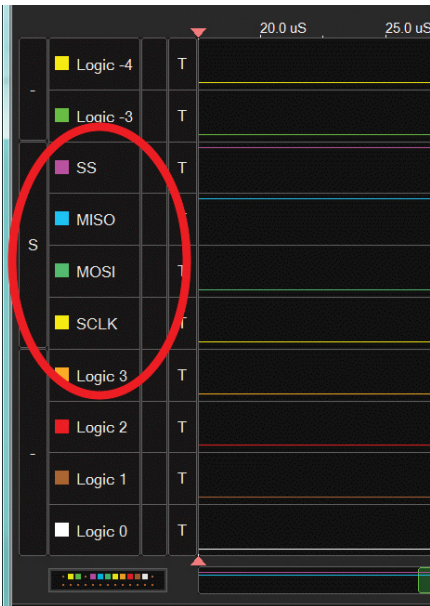 20.0 uS 25.0 uS
Logic -4 T
-
Logic -3 T
SS T
MISO
S
MOSI T
SCLK T
Logic 3 T
Logic 2 T
-
Logic 1 T
Logic 0 T